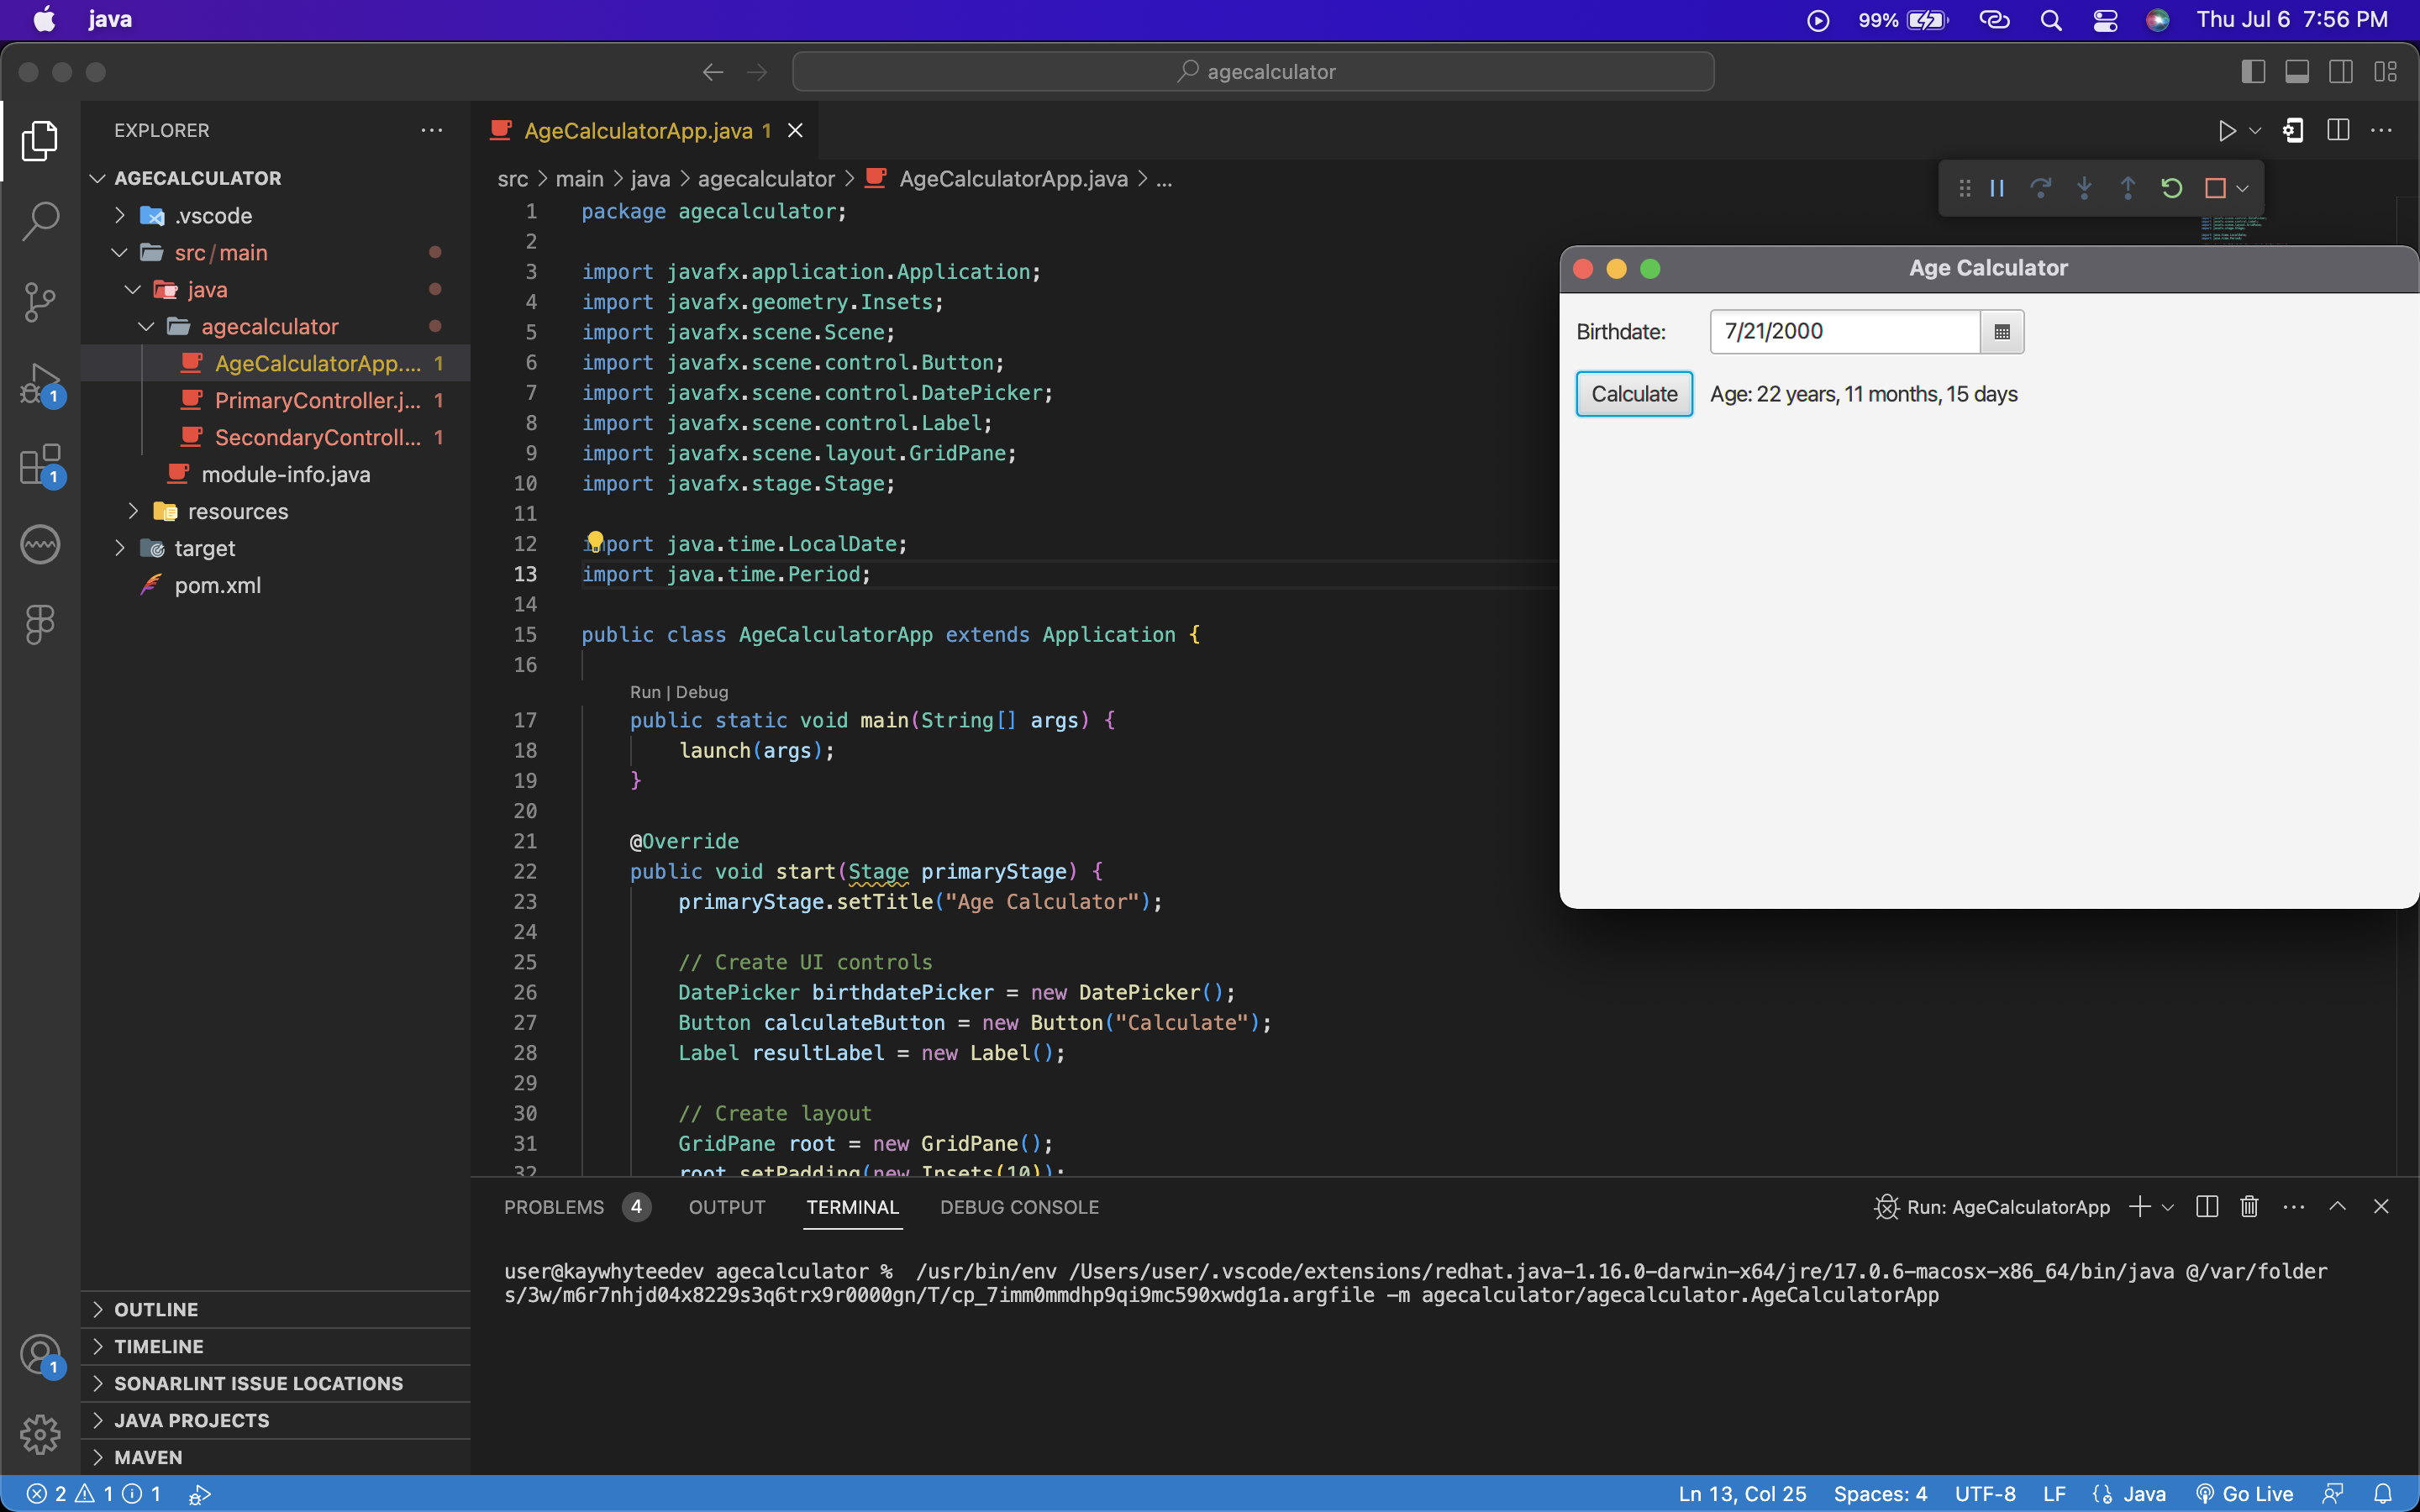 java
99%
Thu Jul 6 7:56 PM
agecalculator
EXPLORER
AGECALCULATOR
.vscode
src/main
java
agecalculator
AgeCalculatorApp.... 1
PrimaryController.j... 1
SecondaryControll... 1
module-info.java
resources
target
pom.xml
OUTLINE
TIMELINE
SONARLINT ISSUE LOCATIONS
JAVA PROJECTS
MAVEN
1
1
1
AgeCalculatorApp.java 1
src > main > java > agecalculator > AgeCalculatorApp.java > ...
1 package agecalculator;
2
3 import javafx.application.Application;
4 import javafx.geometry.Insets;
5 import javafx.scene.Scene;
6 import javafx.scene.control.Button;
7 import javafx.scene.control.DatePicker;
8 import javafx.scene.control.Label;
9 import javafx.scene.layout.GridPane;
10 import javafx.stage.Stage;
11
12 import java.time.LocalDate;
13 import java.time.Period;
14
15 public class AgeCalculatorApp extends Application {
16
Run | Debug
17 public static void main(String[] args) {
18 launch(args);
19 }
20
21 @Override
22 public void start(Stage primaryStage) {
23 primaryStage.setTitle("Age Calculator");
24
25 // Create UI controls
26 DatePicker birthdatePicker = new DatePicker();
27 Button calculateButton = new Button("Calculate");
28 Label resultLabel = new Label();
29
30 // Create layout
31 GridPane root = new GridPane();
32 root.setPadding(new Insets(10));
Age Calculator
Birthdate: 7/21/2000
Calculate Age: 22 years, 11 months, 15 days
PROBLEMS 4 OUTPUT TERMINAL DEBUG CONSOLE
Run: AgeCalculatorApp
user@kaywhyteedev agecalculator % /usr/bin/env /Users/user/.vscode/extensions/redhat.java-1.16.0-darwin-x64/jre/17.0.6-macosx-x86_64/bin/java @/var/folder
s/3w/m6r7nhjd04x8229s3q6trx9r0000gn/T/cp_7imm0mmdhp9qi9mc590xwdg1a.argfile -m agecalculator/agecalculator.AgeCalculatorApp
2 1 1
Ln 13, Col 25 Spaces: 4 UTF-8 LF Java Go Live